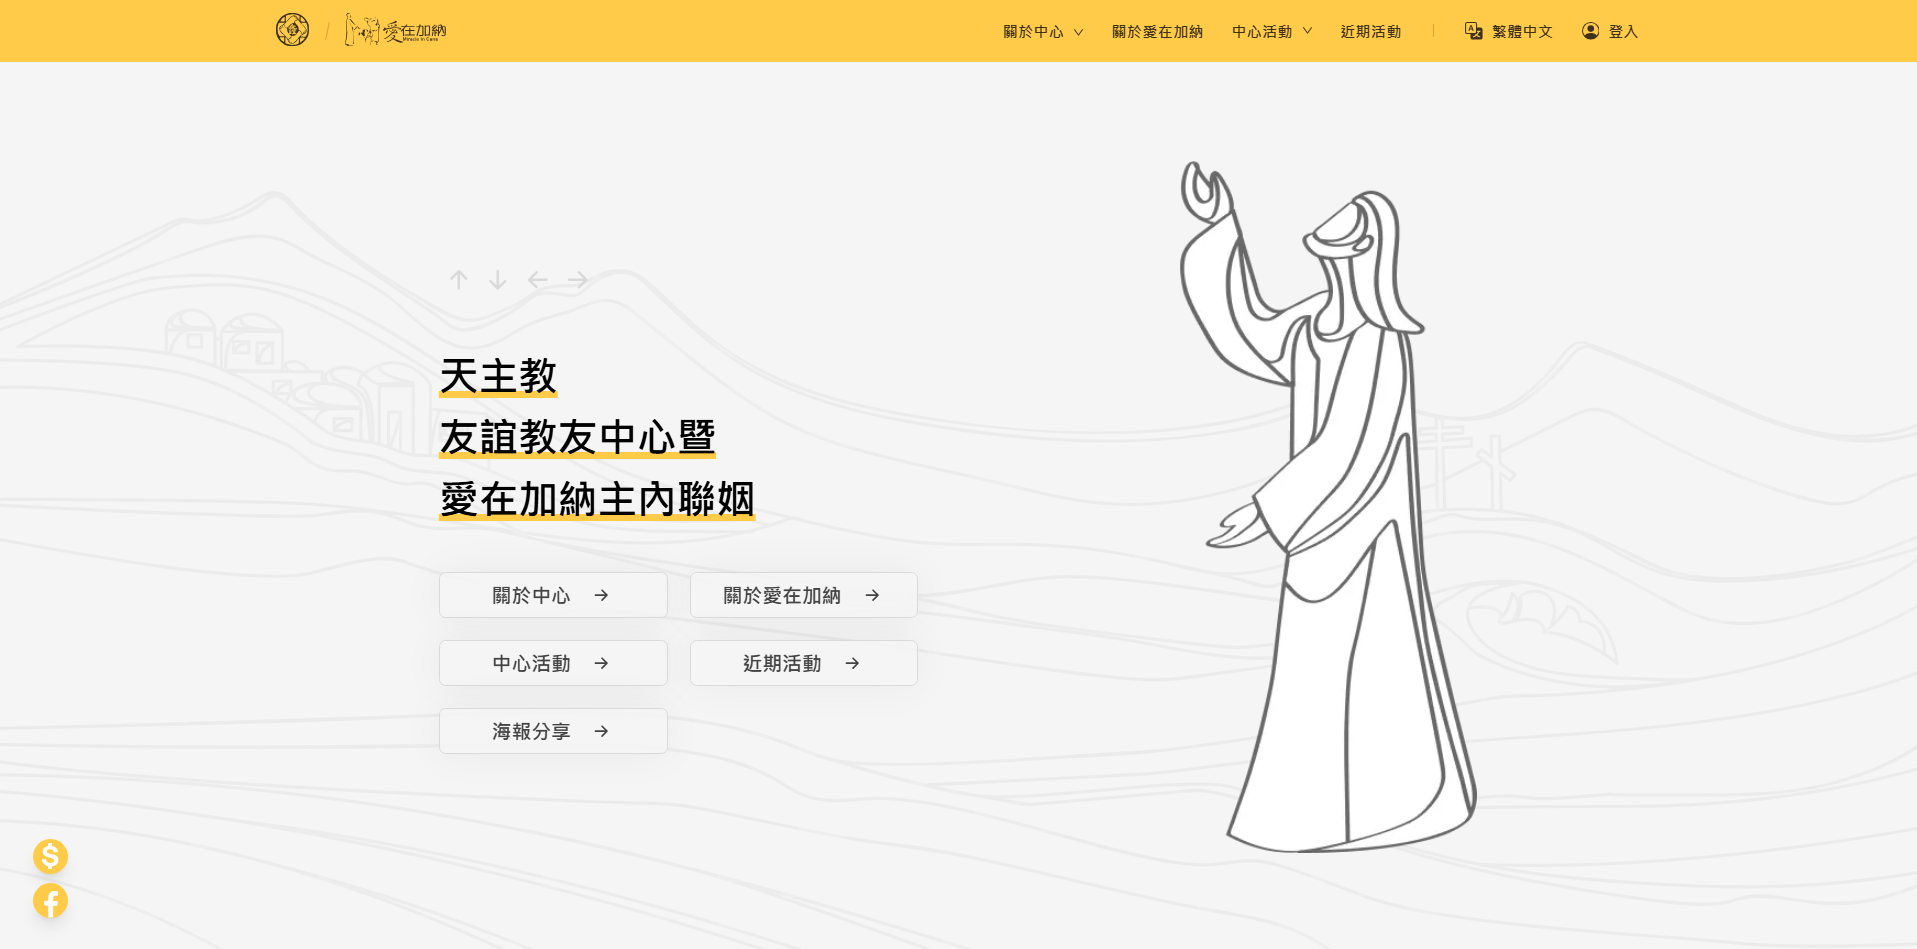 愛在加納
Miracle in Cana
關於中心
關於愛在加納
中心活動
近期活動
繁體中文
登入
天主教
友誼教友中心暨
愛在加納主內聯姻
關於中心
關於愛在加納
中心活動
近期活動
海報分享